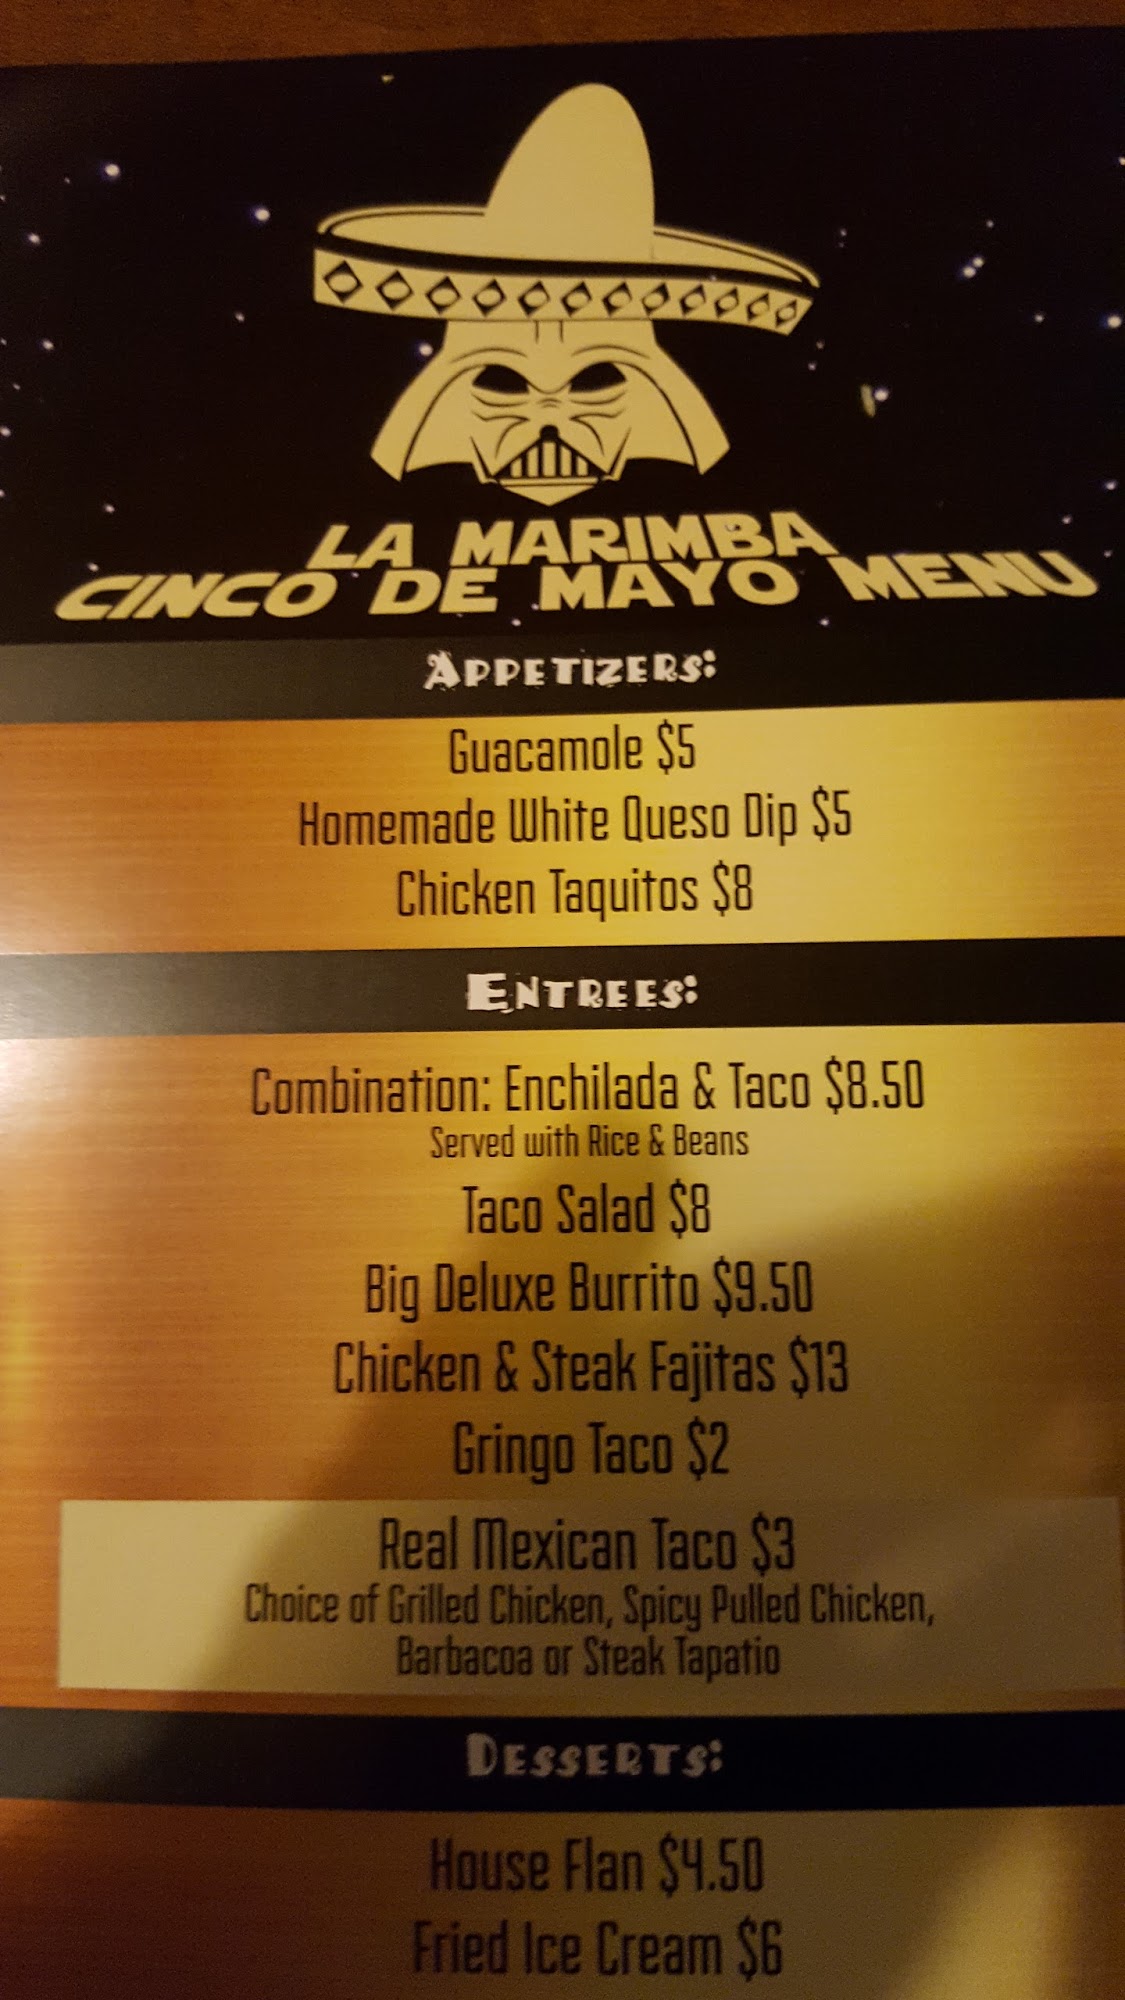 LA MARIMBA
CINCO DE MAYO MENU
APPETIZERS:
Guacamole $5
Homemade White Queso Dip $5
Chicken Taquitos $8
ENTREES:
Combination: Enchilada & Taco $8.50
Served with Rice & Beans
Taco Salad $8
Big Deluxe Burrito $9.50
Chicken & Steak Fajitas $13
Gringo Taco $2
Real Mexican Taco $3
Choice of Grilled Chicken, Spicy Pulled Chicken,
Barbacoa or Steak Tapatio
DESSERTS:
House Flan $4.50
Fried Ice Cream $6